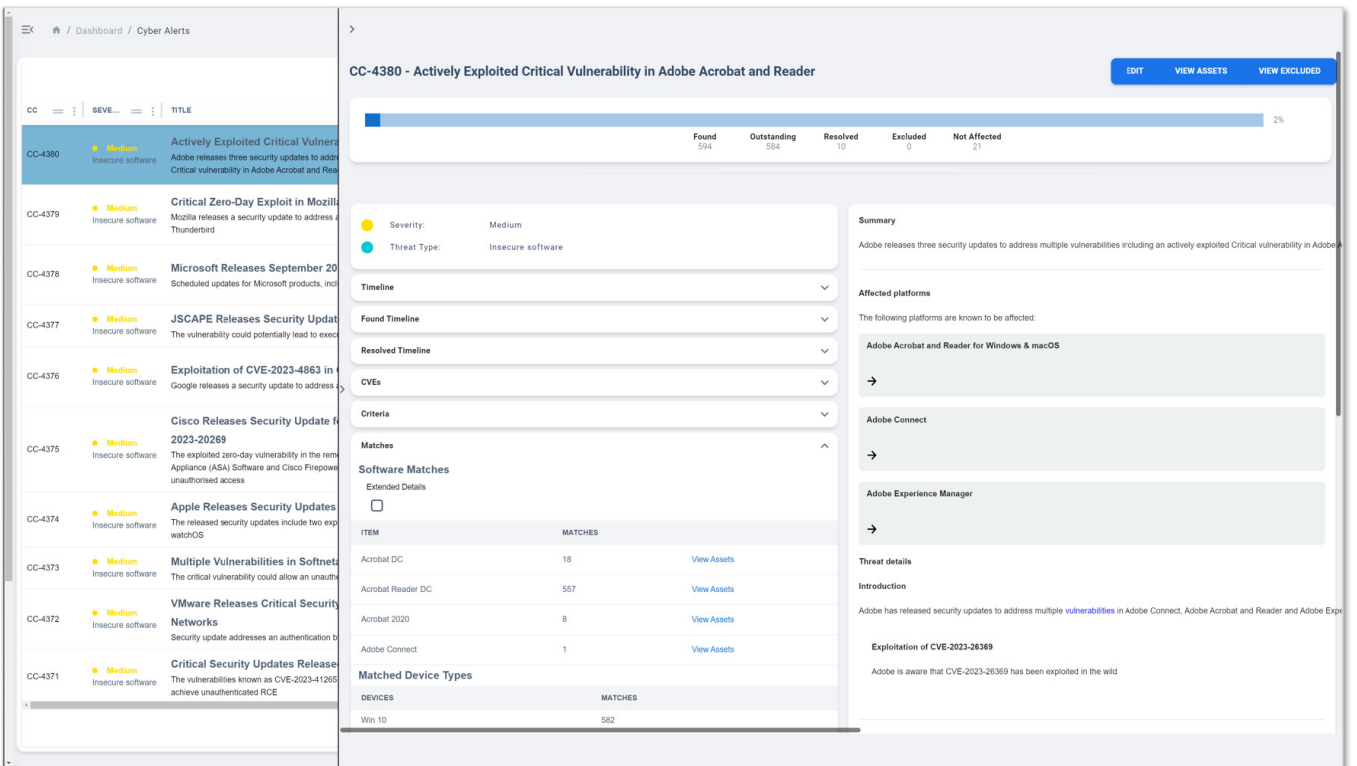 / Dashboard / Cyber Alerts
CC
SEVE...
TITLE
CC-4380
Medium
Insecure software
Actively Exploited Critical Vulnera
Adobe releases three security updates to addre
Critical vulnerability in Adobe Acrobat and Rea
CC-4379
Medium
Insecure software
Critical Zero-Day Exploit in Mozilla
Mozilla releases a security update to address a
Thunderbird
CC-4378
Medium
Insecure software
Microsoft Releases September 20
Scheduled updates for Microsoft products, incl
CC-4377
Medium
Insecure software
JSCAPE Releases Security Updat
The vulnerability could potentially lead to execu
CC-4376
Medium
Insecure software
Exploitation of CVE-2023-4863 in
Google releases a security update to address a
CC-4375
Medium
Insecure software
Cisco Releases Security Update fo
2023-20269
The exploited zero-day vulnerability in the remo
Appliance (ASA) Software and Cisco Firepowe
unauthorised access
CC-4374
Medium
Insecure software
Apple Releases Security Updates
The released security updates include two exp
watchOS
CC-4373
Medium
Insecure software
Multiple Vulnerabilities in Softneta
The critical vulnerability could allow an unauthe
CC-4372
Medium
Insecure software
VMware Releases Critical Security
Networks
Security update addresses an authentication b
CC-4371
Medium
Insecure software
Critical Security Updates Release
The vulnerabilities known as CVE-2023-41265
achieve unauthenticated RCE
CC-4380 - Actively Exploited Critical Vulnerability in Adobe Acrobat and Reader
EDIT VIEW ASSETS VIEW EXCLUDED
2%
Found Outstanding Resolved Excluded Not Affected
594 584 10 0 21
Severity: Medium
Threat Type: Insecure software
Timeline
Found Timeline
Resolved Timeline
CVEs
Criteria
Matches
Software Matches
Extended Details
ITEM MATCHES
Acrobat DC 18 View Assets
Acrobat Reader DC 557 View Assets
Acrobat 2020 8 View Assets
Adobe Connect 1 View Assets
Matched Device Types
DEVICES MATCHES
Win 10 582
Summary
Adobe releases three security updates to address multiple vulnerabilities including an actively exploited Critical vulnerability in Adobe A
Affected platforms
The following platforms are known to be affected:
Adobe Acrobat and Reader for Windows & macOS
Adobe Connect
Adobe Experience Manager
Threat details
Introduction
Adobe has released security updates to address multiple vulnerabilities in Adobe Connect, Adobe Acrobat and Reader and Adobe Expe
Exploitation of CVE-2023-26369
Adobe is aware that CVE-2023-26369 has been exploited in the wild